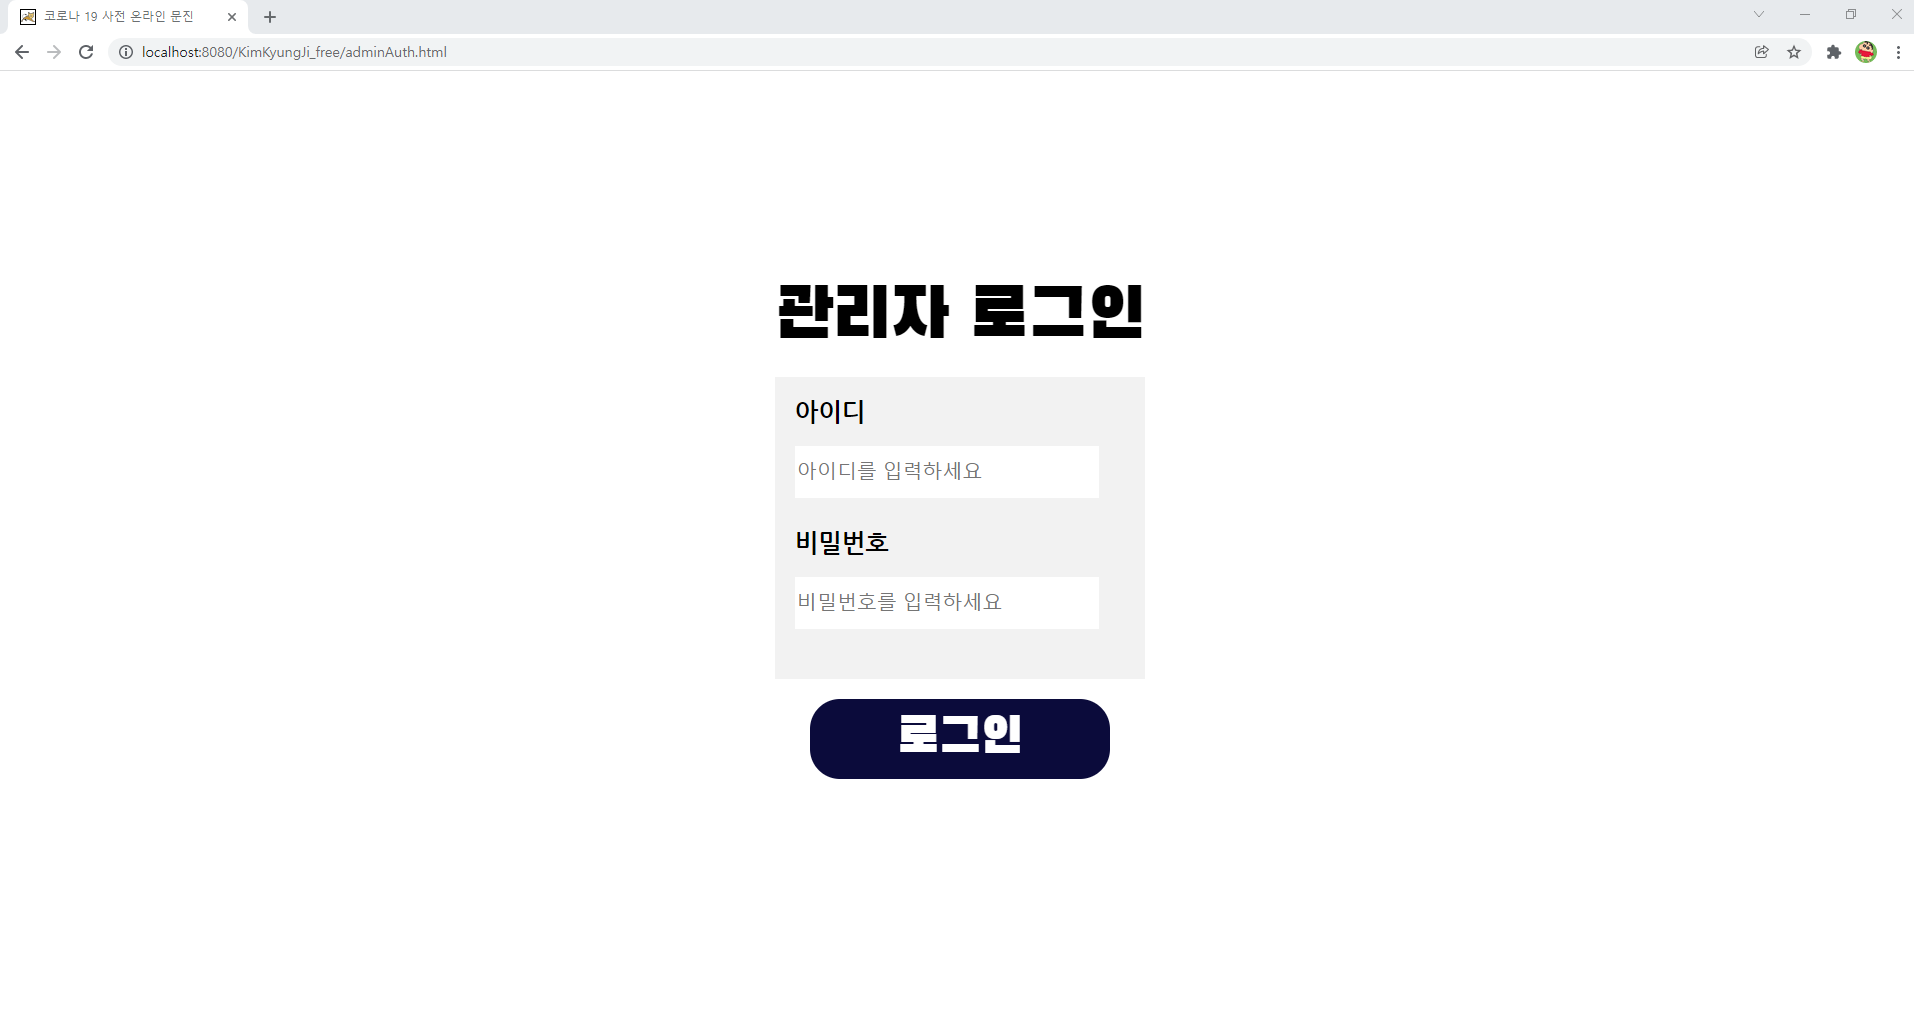 코로나 19 사전 온라인 문진
localhost:8080/KimKyungJi_free/adminAuth.html
관리자 로그인
아이디
아이디를 입력하세요
비밀번호
비밀번호를 입력하세요
로그인